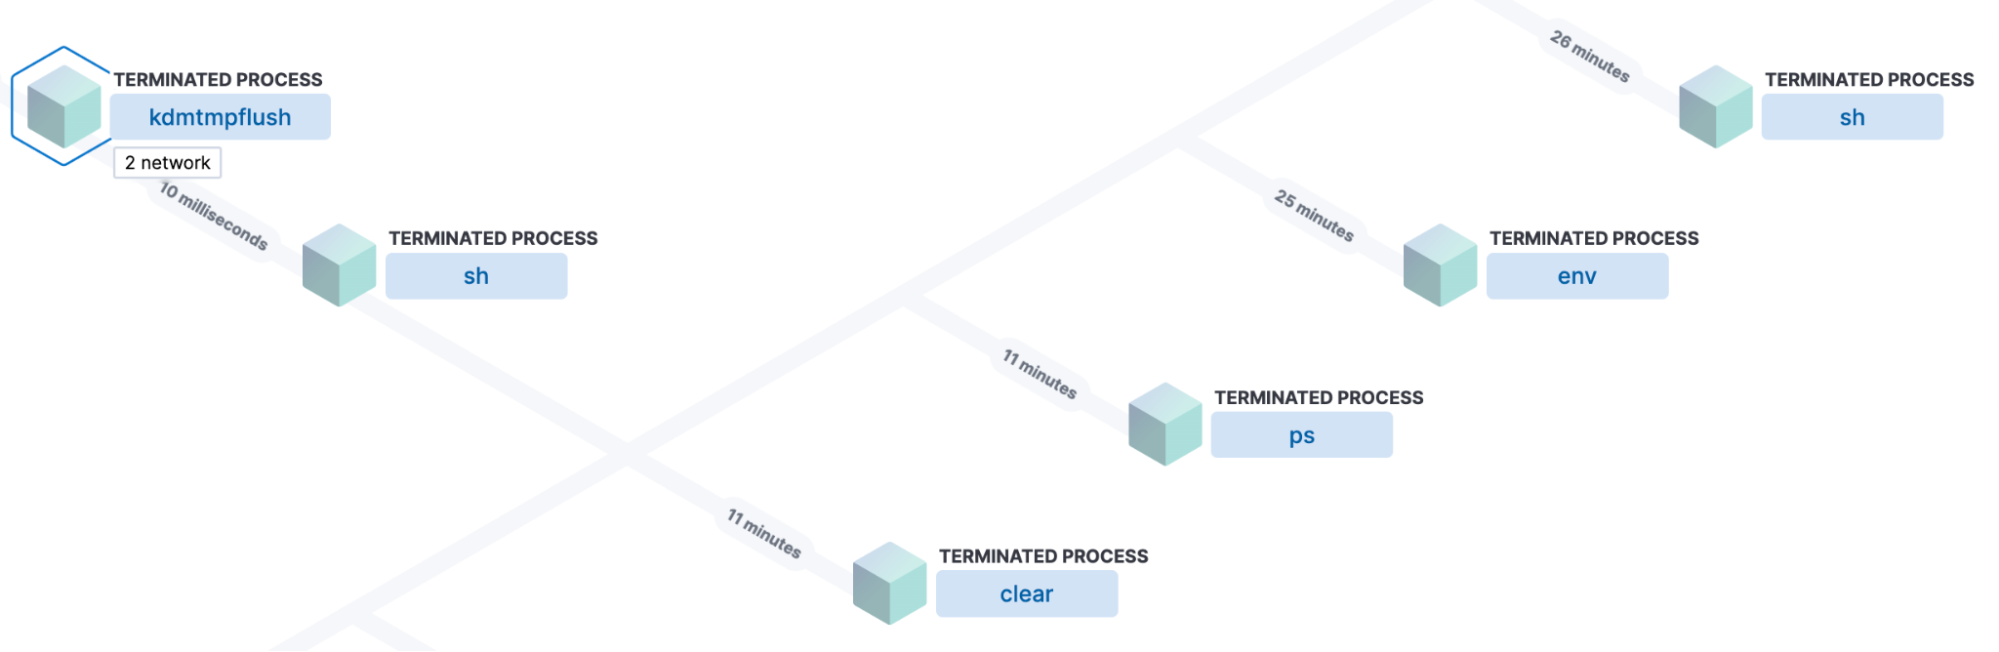 TERMINATED PROCESS
kdmtmpflush
2 network
10 milliseconds
TERMINATED PROCESS
sh
26 minutes
TERMINATED PROCESS
sh
25 minutes
TERMINATED PROCESS
env
11 minutes
TERMINATED PROCESS
ps
11 minutes
TERMINATED PROCESS
clear